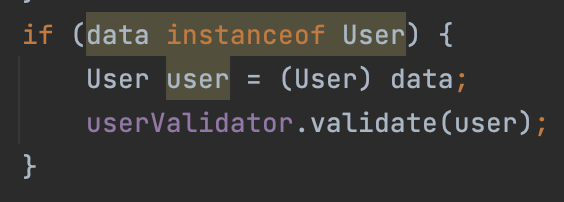 if (data instanceof User) {
    User user = (User) data;
    userValidator.validate(user);
}